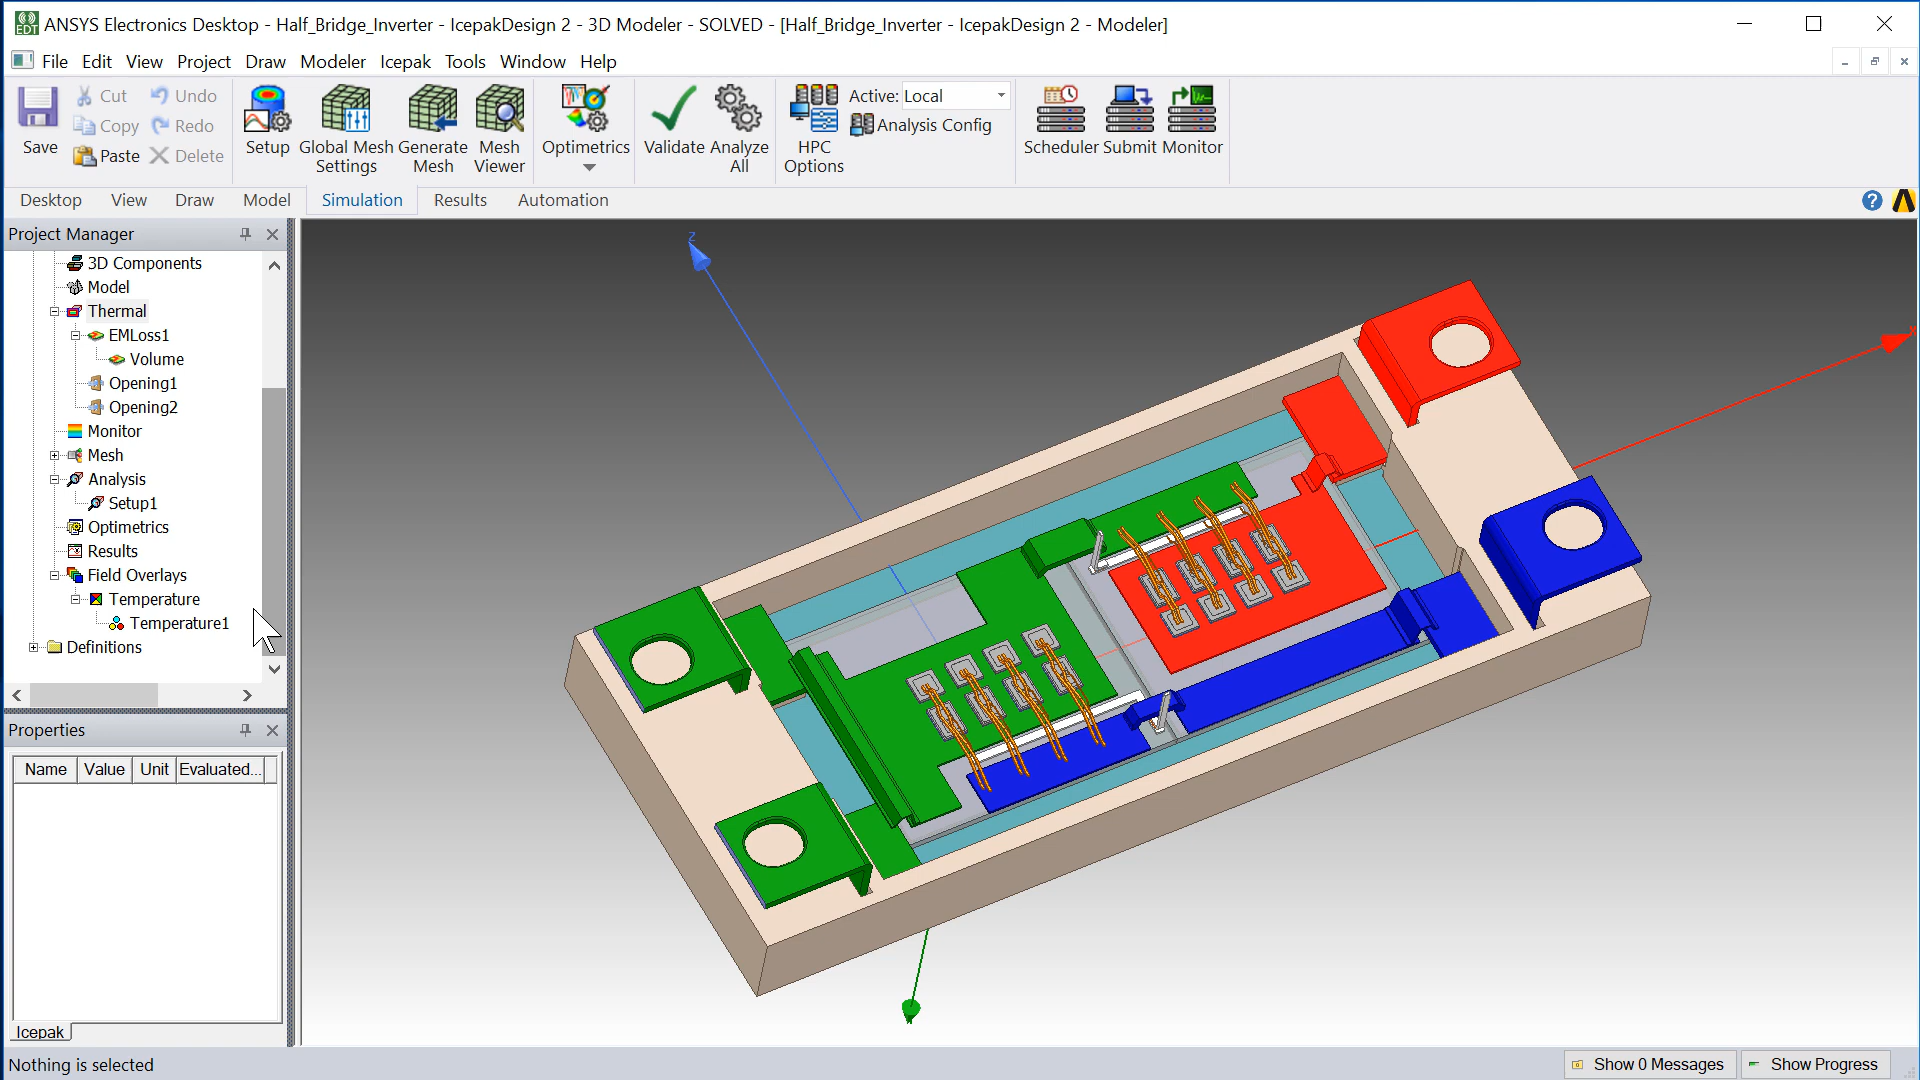 ANSYS Electronics Desktop - Half_Bridge_Inverter - IcepakDesign 2 - 3D Modeler - SOLVED - [Half_Bridge_Inverter - IcepakDesign 2 - Modeler]
File Edit View Project Draw Modeler Icepak Tools Window Help
Save
Cut
Copy
Paste
Undo
Redo
Delete
Setup
Global Mesh
Settings
Generate
Mesh
Mesh
Viewer
Optimetrics
Validate
Analyze
All
HPC
Options
Active: Local
Analysis Config
Scheduler
Submit
Monitor
Desktop View Draw Model Simulation Results Automation
Project Manager
3D Components
Model
Thermal
EMLoss1
Volume
Opening1
Opening2
Monitor
Mesh
Analysis
Setup1
Optimetrics
Results
Field Overlays
Temperature
Temperature1
Definitions
Properties
Name Value Unit Evaluated...
Icepak
Z
X
Nothing is selected
Show 0 Messages
Show Progress
EDT